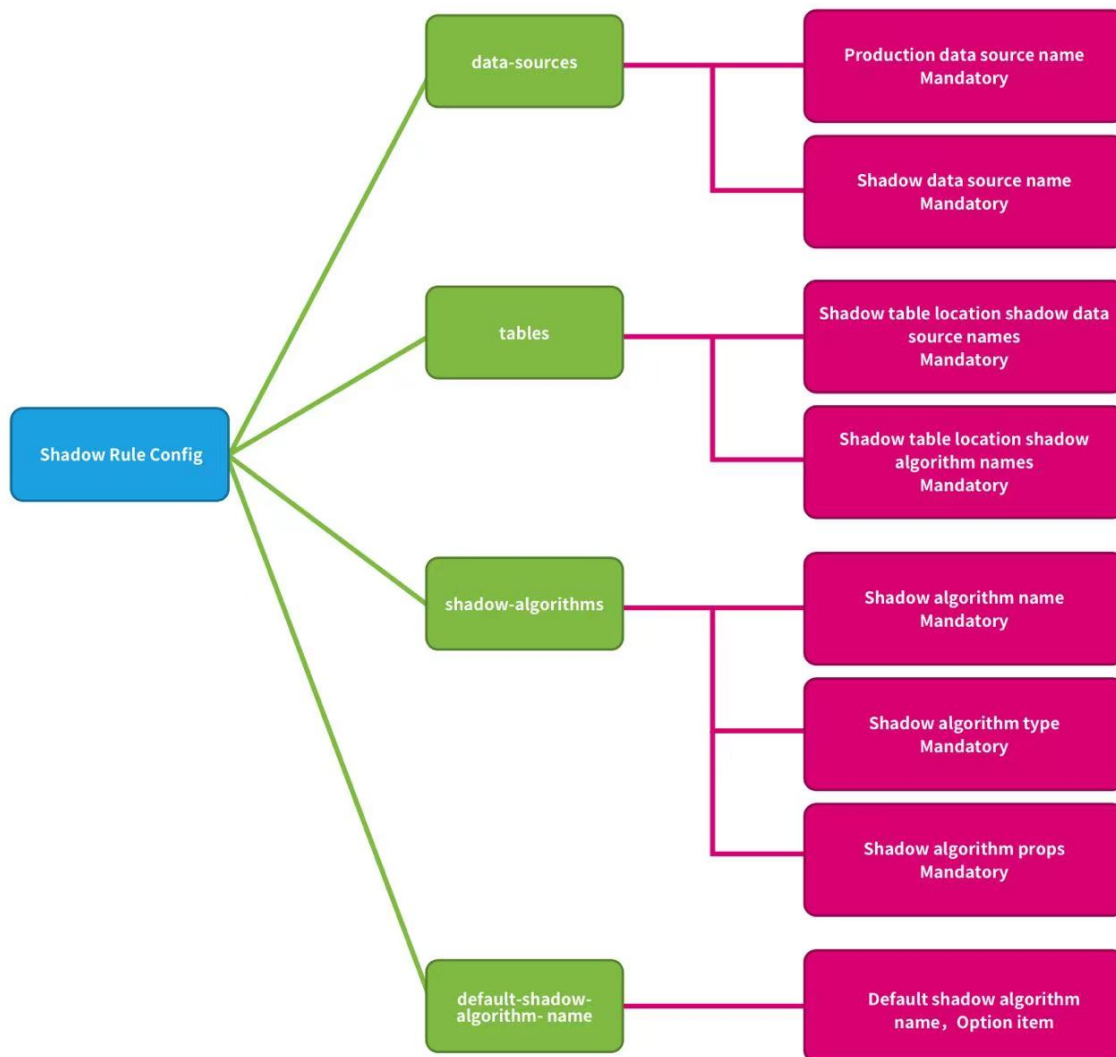 data-sources
Production data source name
Mandatory
Shadow data source name
Mandatory
tables
Shadow table location shadow data
source names
Mandatory
Shadow table location shadow
algorithm names
Mandatory
Shadow Rule Config
shadow-algorithms
Shadow algorithm name
Mandatory
Shadow algorithm type
Mandatory
Shadow algorithm props
Mandatory
default-shadow-
algorithm- name
Default shadow algorithm
name，Option item